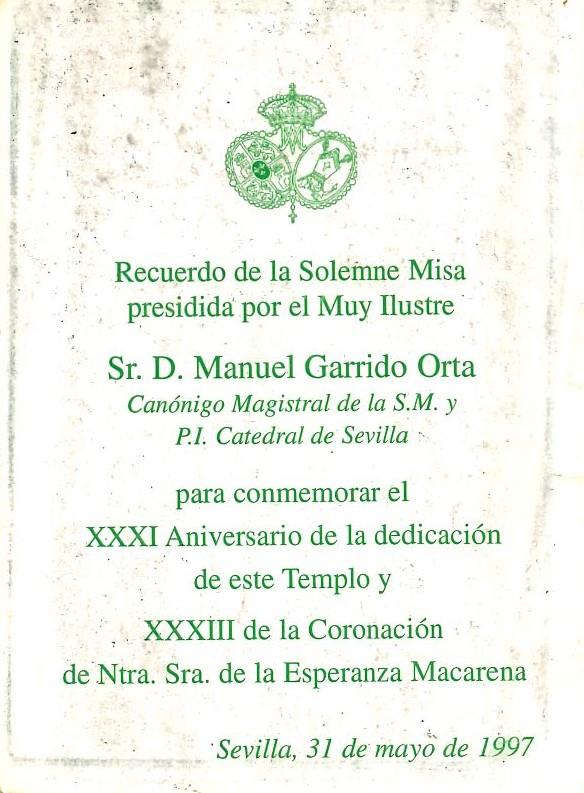 Recuerdo de la Solemne Misa
presidida por el Muy Ilustre
Sr. D. Manuel Garrido Orta
Canónigo Magistral de la S.M. y
P.I. Catedral de Sevilla
para conmemorar el
XXXI Aniversario de la dedicación
de este Templo y
XXXIII de la Coronación
de Ntra. Sra. de la Esperanza Macarena
Sevilla, 31 de mayo de 1997